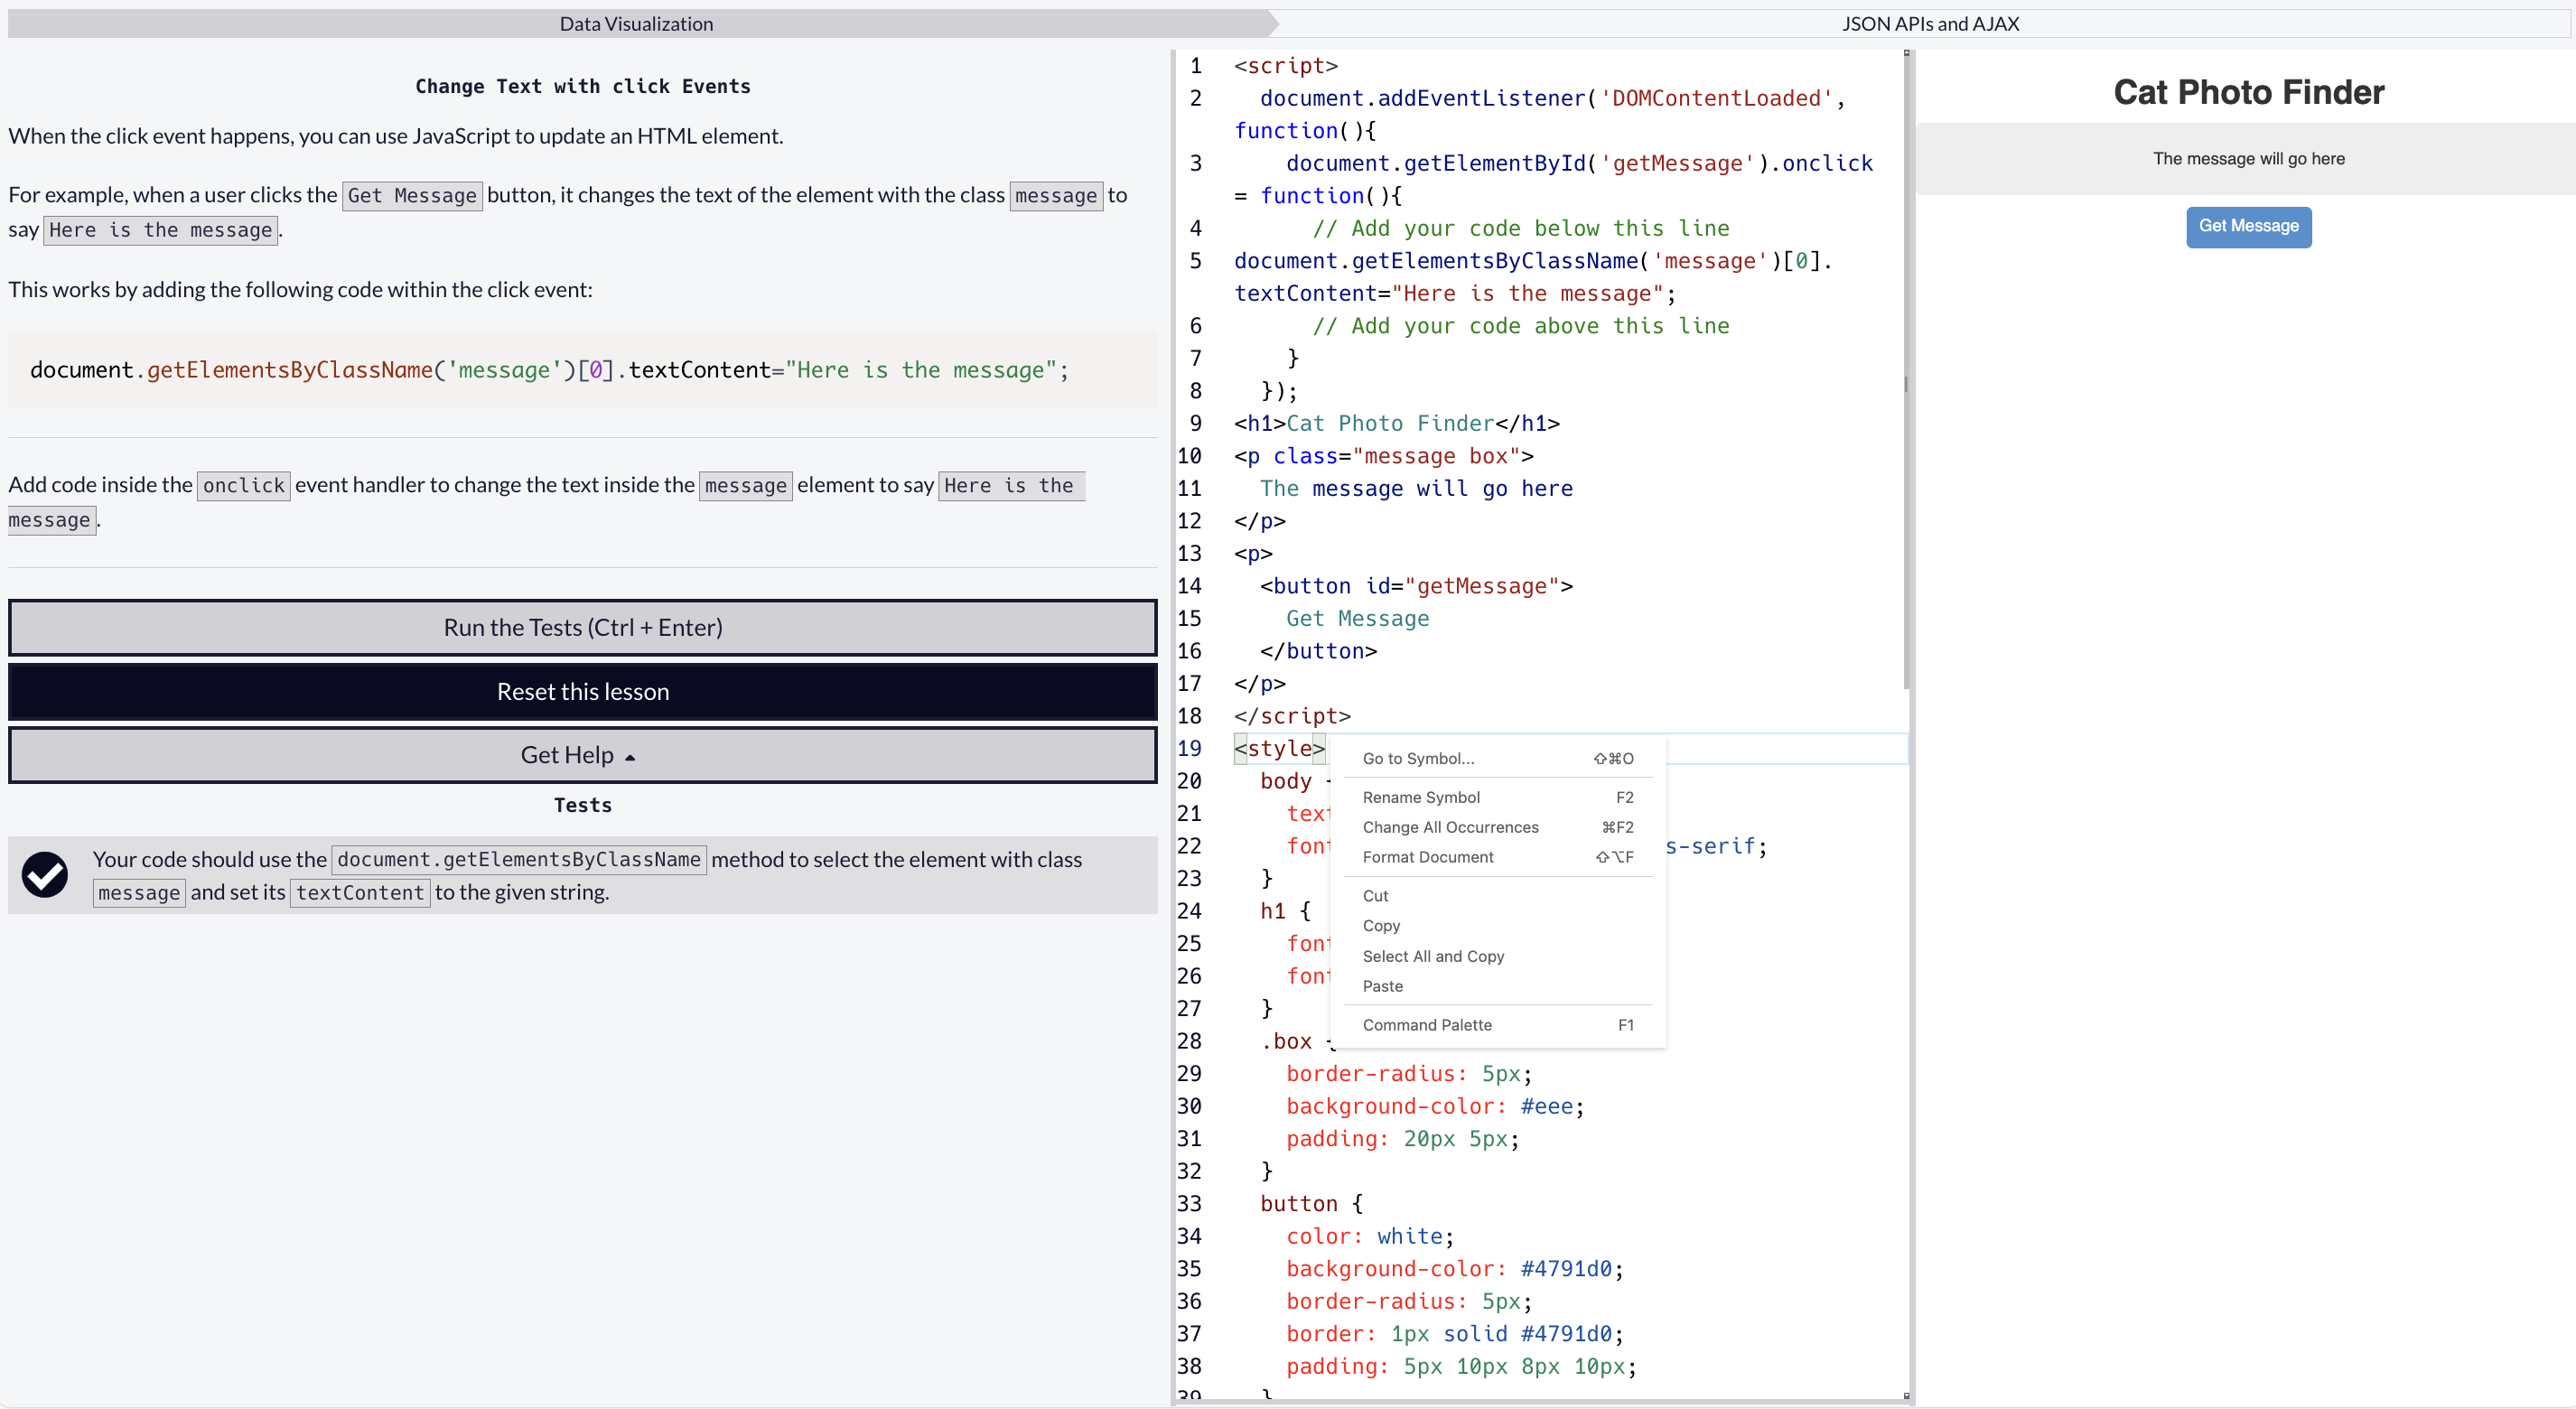 Data Visualization
JSON APIs and AJAX
Change Text with click Events
When the click event happens, you can use JavaScript to update an HTML element.
For example, when a user clicks the Get Message button, it changes the text of the element with the class message to
say Here is the message.
This works by adding the following code within the click event:
document.getElementsByClassName('message')[0].textContent="Here is the message";
Add code inside the onclick event handler to change the text inside the message element to say Here is the
message.
Run the Tests (Ctrl + Enter)
Reset this lesson
Get Help
Tests
Your code should use the document.getElementsByClassName method to select the element with class
message and set its textContent to the given string.
1 <script>
2 document.addEventListener('DOMContentLoaded',
function(){
3 document.getElementById('getMessage').onclick
= function(){
4 // Add your code below this line
5 document.getElementsByClassName('message')[0].
textContent="Here is the message";
6 // Add your code above this line
7 }
8 });
9 <h1>Cat Photo Finder</h1>
10 <p class="message box">
11 The message will go here
12 </p>
13 <p>
14 <button id="getMessage">
15 Get Message
16 </button>
17 </p>
18 </script>
19 <style>
20 body
21 text
22 font s-serif;
23 }
24 h1 {
25 font
26 font
27 }
28 .box {
29 border-radius: 5px;
30 background-color: #eee;
31 padding: 20px 5px;
32 }
33 button {
34 color: white;
35 background-color: #4791d0;
36 border-radius: 5px;
37 border: 1px solid #4791d0;
38 padding: 5px 10px 8px 10px;
39 }
Go to Symbol... ⇧⌘O
Rename Symbol F2
Change All Occurrences ⌘F2
Format Document ⇧⌥F
Cut
Copy
Select All and Copy
Paste
Command Palette F1
Cat Photo Finder
The message will go here
Get Message